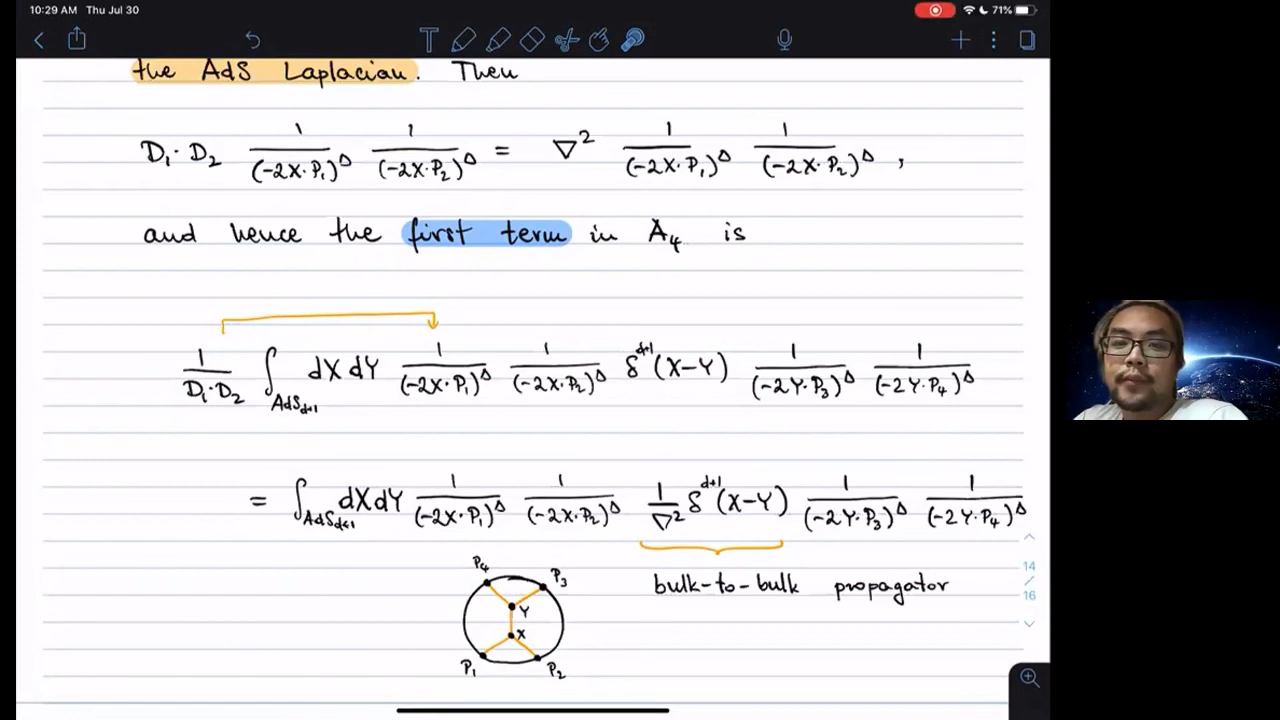 10:29 AM Thu Jul 30
71%
the AdS Laplacian. Then
D₁·D₂ 1/(-2X·P₁)^Δ 1/(-2X·P₂)^Δ = ∇² 1/(-2X·P₁)^Δ 1/(-2X·P₂)^Δ ,
and hence the first term in A₄ is
1/(D₁·D₂) ∫_{AdS_{d+1}} dX dY 1/(-2X·P₁)^Δ 1/(-2X·P₂)^Δ δ^{d+1}(X-Y) 1/(-2Y·P₃)^Δ 1/(-2Y·P₄)^Δ
= ∫_{AdS_{d+1}} dX dY 1/(-2X·P₁)^Δ 1/(-2X·P₂)^Δ 1/∇² δ^{d+1}(X-Y) 1/(-2Y·P₃)^Δ 1/(-2Y·P₄)^Δ
bulk-to-bulk propagator
P₄ P₃
Y
X
P₁ P₂
14
/
16